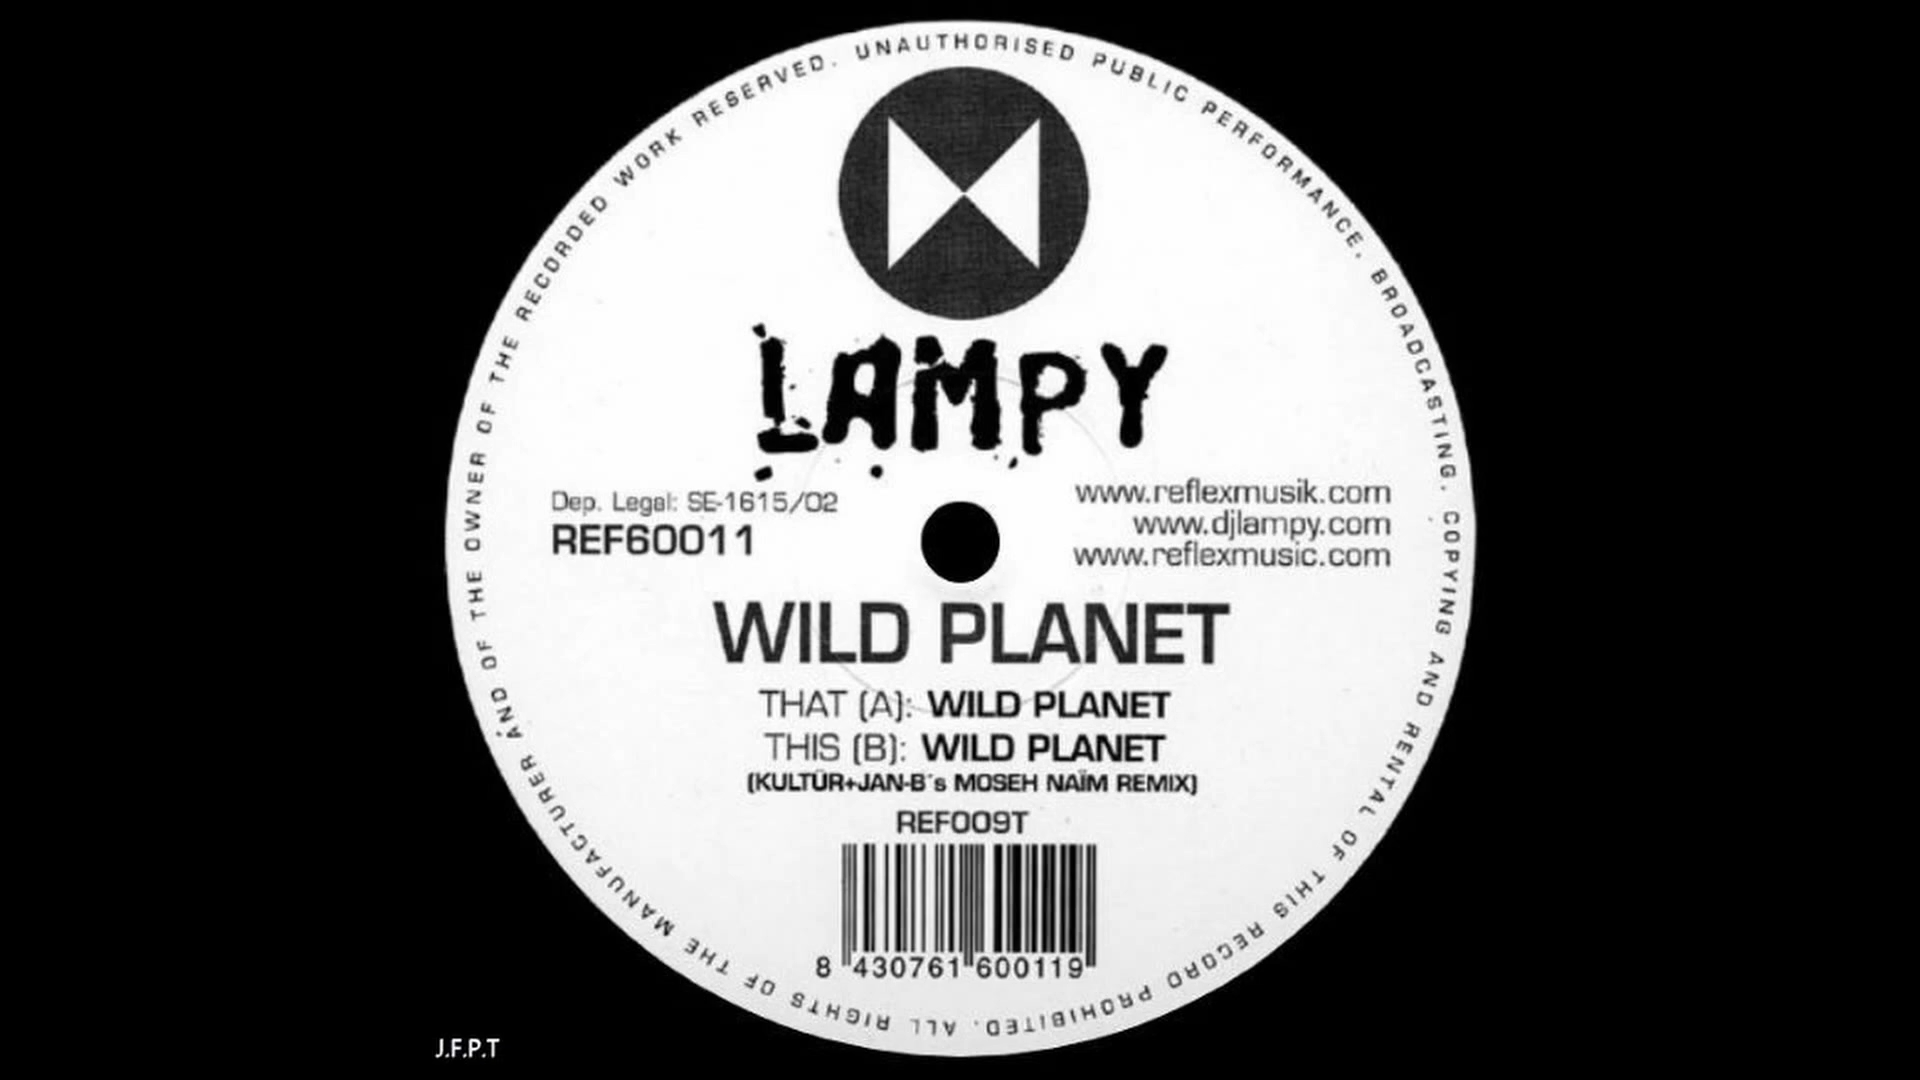 UNAUTHORISED PUBLIC PERFORMANCE, BROADCASTING, COPYING AND RENTAL OF THIS RECORD PROHIBITED. ALL RIGHTS OF THE MANUFACTURER AND OF THE OWNER OF THE RECORDED WORK RESERVED.
LAMPY
Dep. Legal: SE-1615/02
REF60011
www.reflexmusik.com
www.djlampy.com
www.reflexmusic.com
WILD PLANET
THAT (A): WILD PLANET
THIS (B): WILD PLANET
(KULTÜR+JAN-B´s MOSEH NAÏM REMIX)
REF009T
8 430761 600119
J.F.P.T